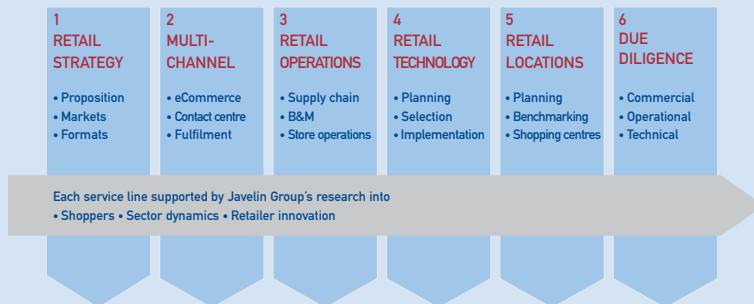 1
RETAIL
STRATEGY
• Proposition
• Markets
• Formats
2
MULTI-
CHANNEL
• eCommerce
• Contact centre
• Fulfilment
3
RETAIL
OPERATIONS
• Supply chain
• B&M
• Store operations
4
RETAIL
TECHNOLOGY
• Planning
• Selection
• Implementation
5
RETAIL
LOCATIONS
• Planning
• Benchmarking
• Shopping centres
6
DUE
DILIGENCE
• Commercial
• Operational
• Technical
Each service line supported by Javelin Group's research into
• Shoppers • Sector dynamics • Retailer innovation